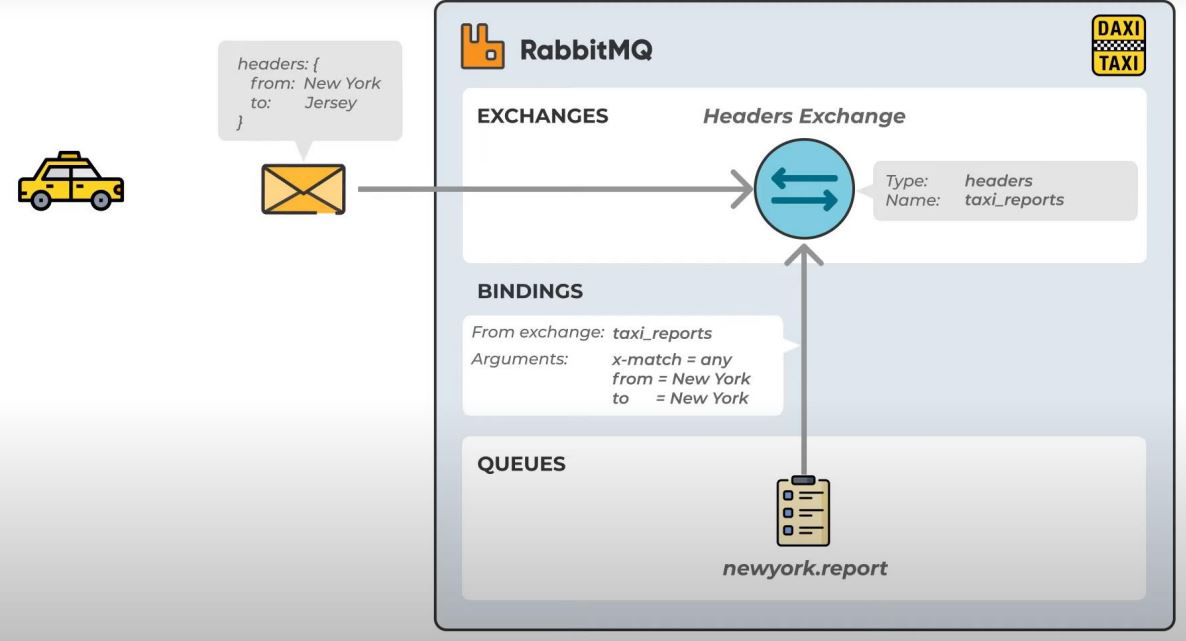 RabbitMQ
DAXI
TAXI
headers: {
from: New York
to: Jersey
}
EXCHANGES
Headers Exchange
Type: headers
Name: taxi_reports
BINDINGS
From exchange: taxi_reports
Arguments: x-match = any
from = New York
to = New York
QUEUES
newyork.report